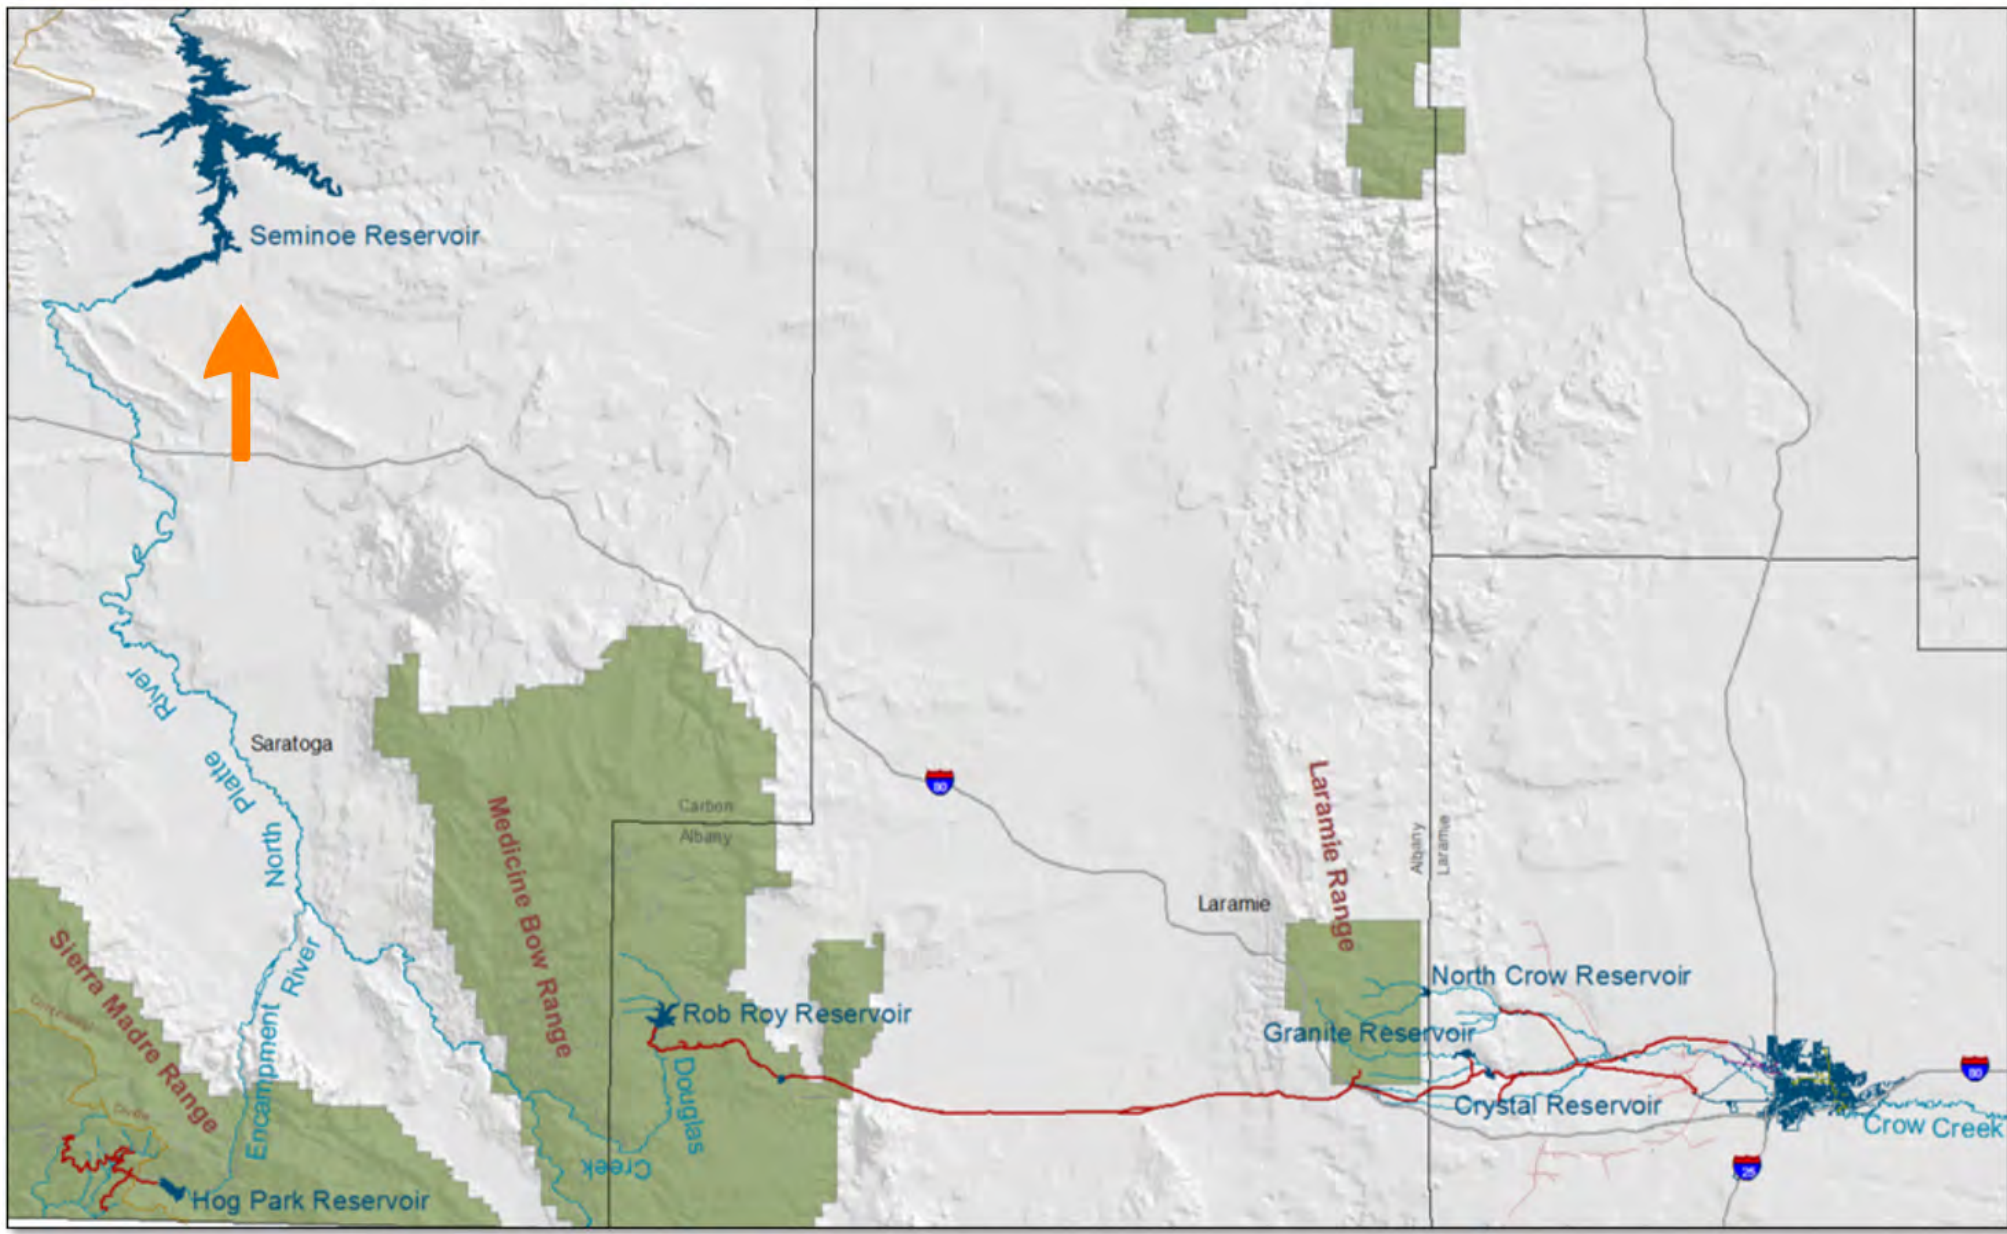 Seminoe Reservoir
River
Platte
North
Saratoga
Carbon
Albany
80
Medicine Bow Range
Laramie Range
Albany
Laramie
Laramie
Sierra Madre Range
Encampment
River
Rob Roy Reservoir
Douglas
Creek
North Crow Reservoir
Granite Reservoir
Crystal Reservoir
80
Crow Creek
25
Divide
Hog Park Reservoir